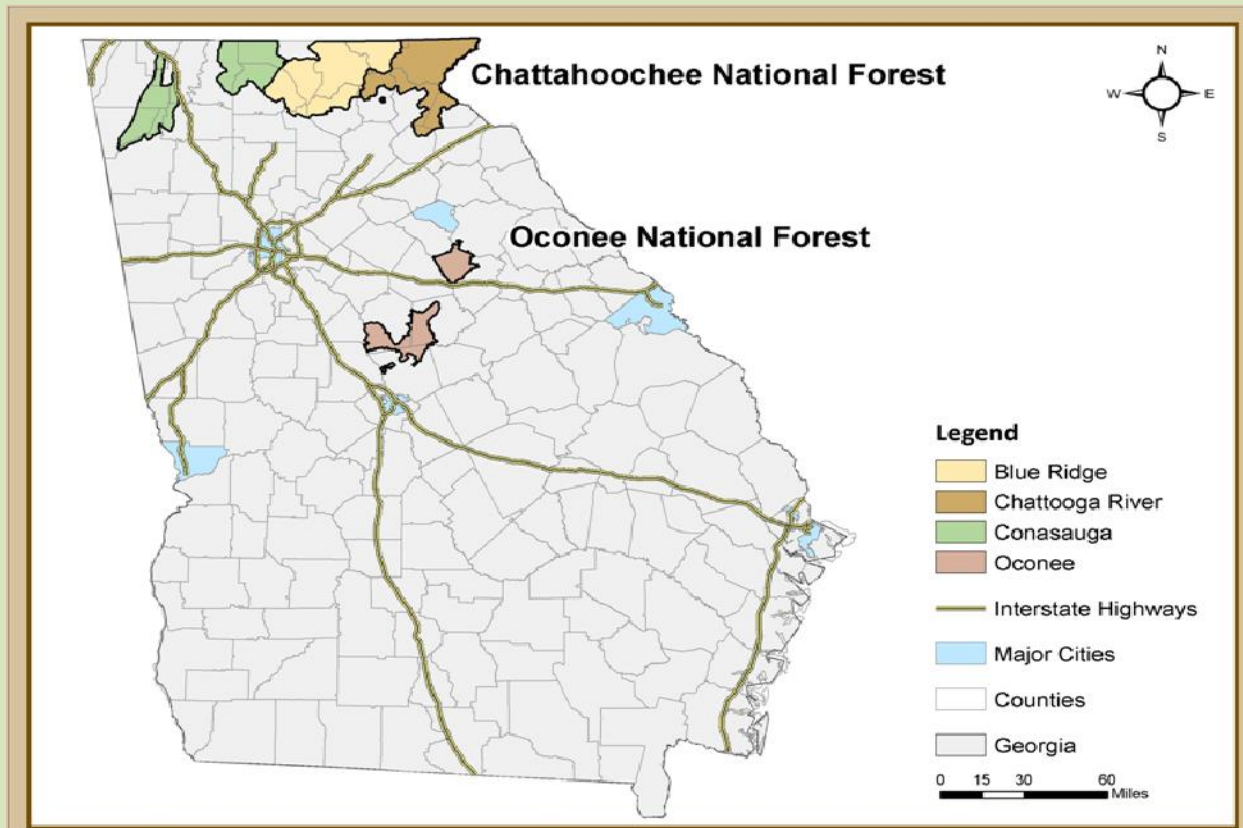 N
W E
S
Chattahoochee National Forest
Oconee National Forest
Legend
Blue Ridge
Chattooga River
Conasauga
Oconee
Interstate Highways
Major Cities
Counties
Georgia
0 15 30 60
Miles